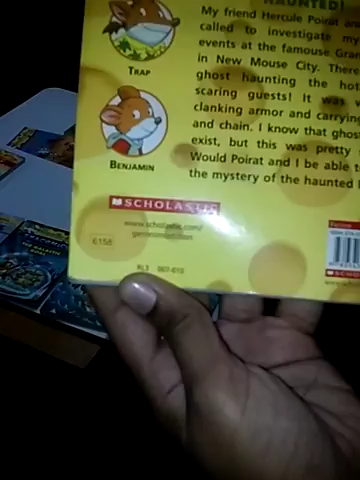 HAUNTED!
My friend Hercule Poirat and
called to investigate my
events at the famous Gran
in New Mouse City. There
ghost haunting the hot
scaring guests! It was
clanking armor and carrying
and chain. I know that ghos
exist, but this was pretty
Would Poirat and I be able t
the mystery of the haunted
TRAP
BENJAMIN
SCHOLASTIC
www.scholastic.com/
6158
RL3 007-010